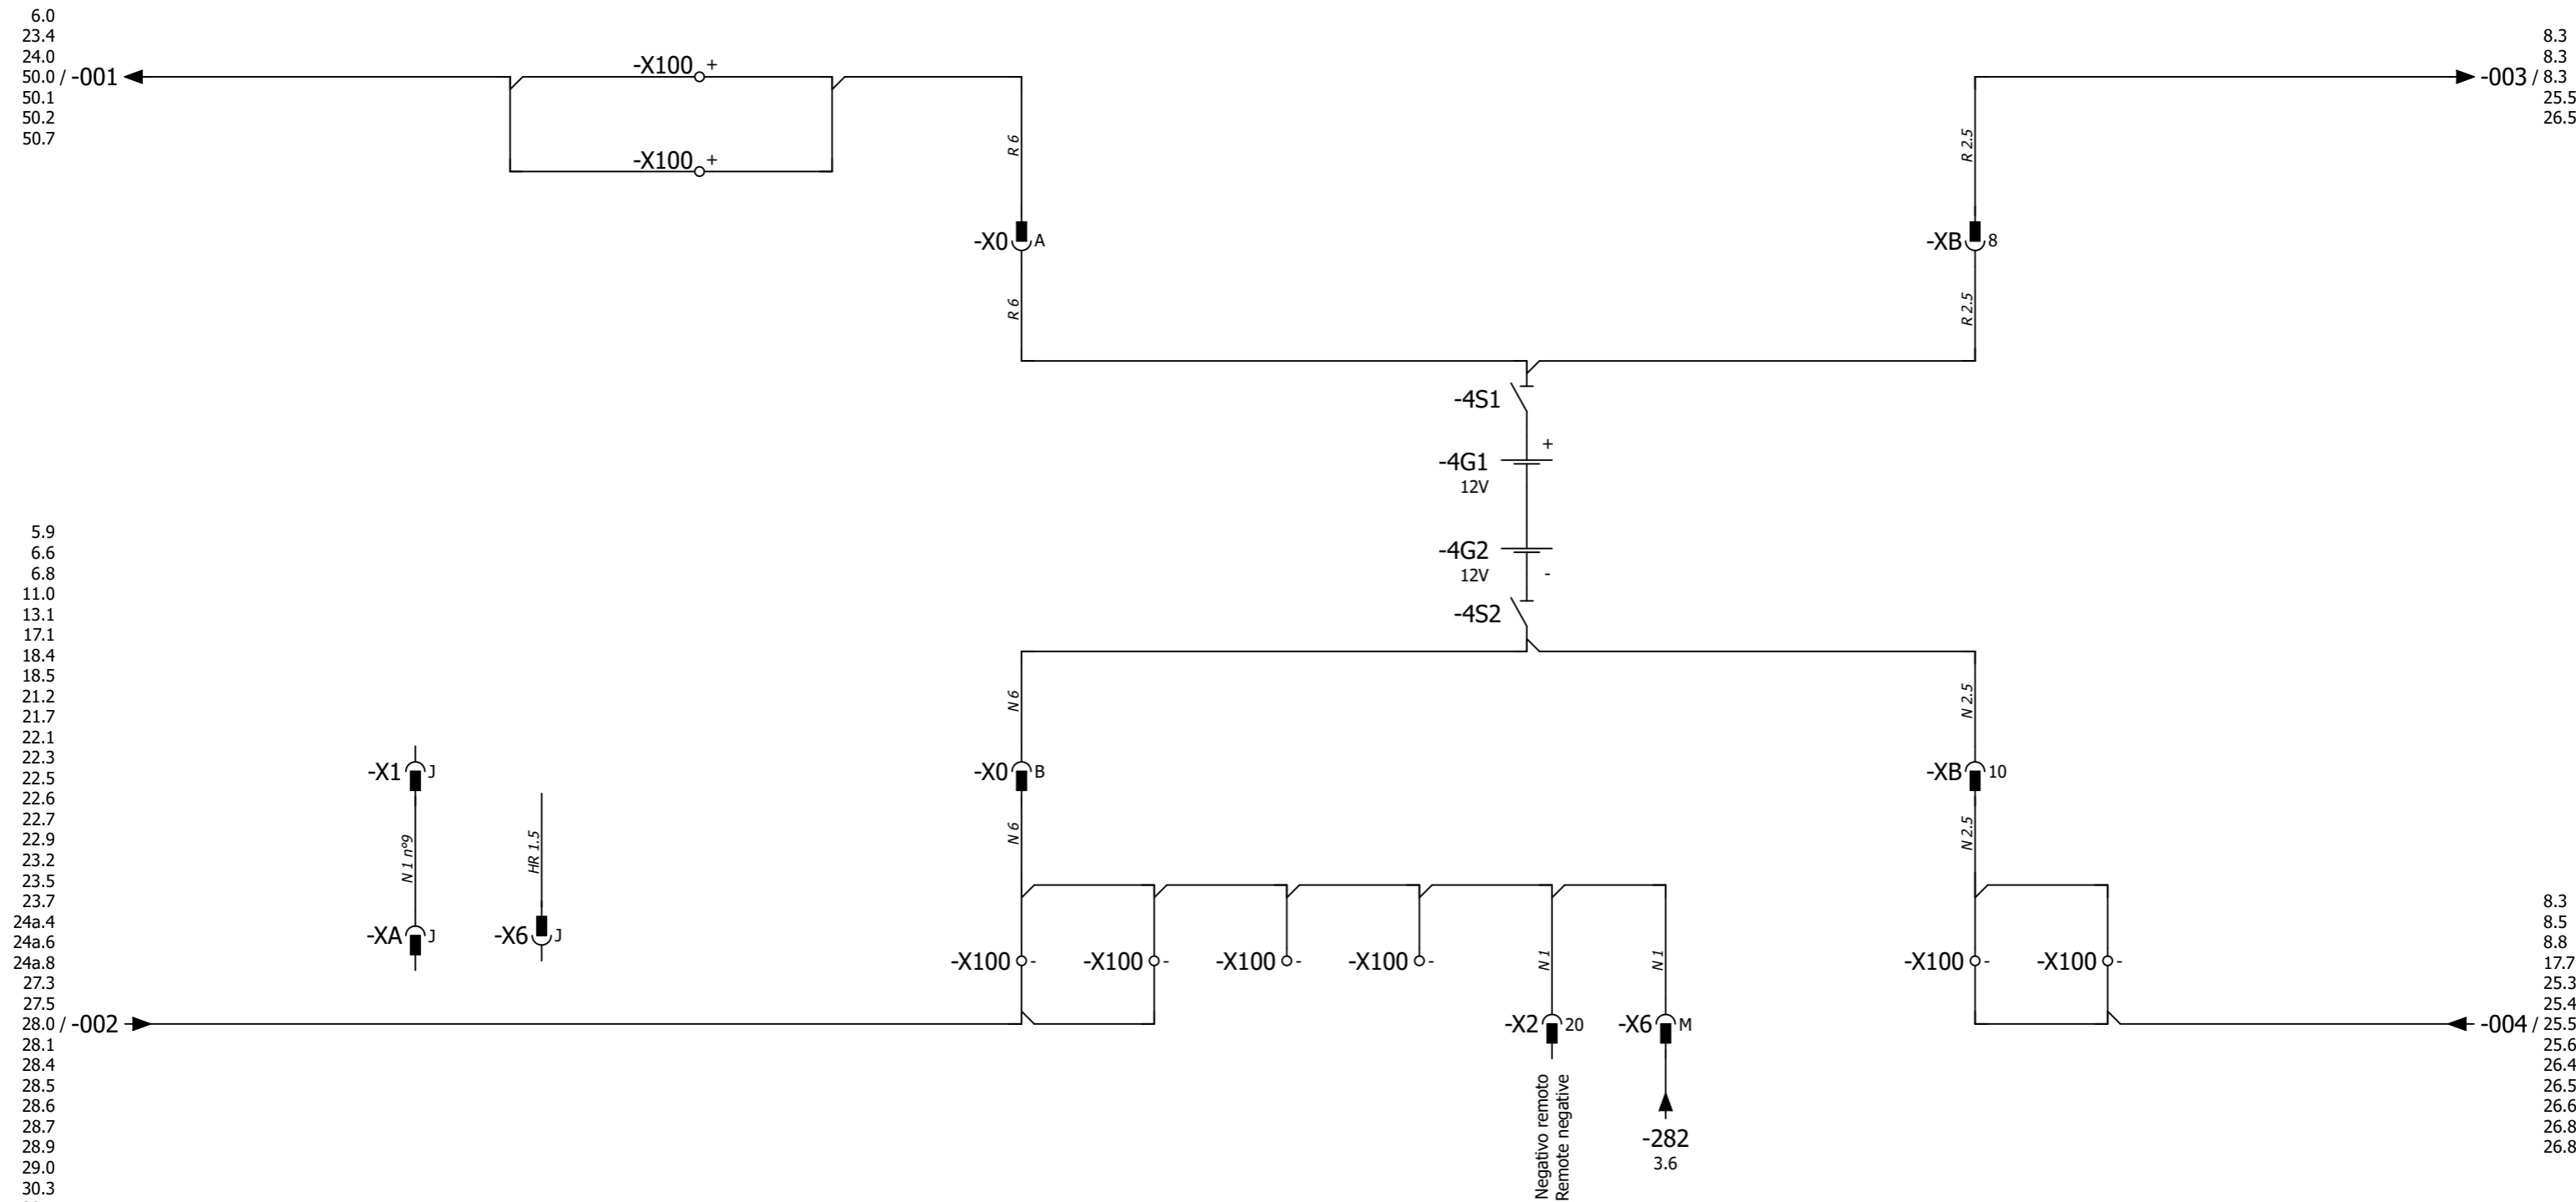 6.0
23.4
24.0
50.0 / -001
50.1
50.2
50.7
-X100 +
-X100 +
8.3
8.3
-003 / 8.3
25.5
26.5
R 6
R 2.5
-X0 A
-XB 8
R 6
R 2.5
-4S1
+
-4G1
12V
-4G2
12V -
-4S2
5.9
6.6
6.8
11.0
13.1
17.1
18.4
18.5
21.2
21.7
22.1
22.3
22.5
22.6
22.7
22.9
23.2
23.5
23.7
24a.4
24a.6
24a.8
27.3
27.5
28.0 / -002
28.1
28.4
28.5
28.6
28.7
28.9
29.0
30.3
N 6
N 2.5
-X1 J
-X0 B
-XB 10
N 1 nº9
HR 1.5
N 6
N 2.5
-XA J
-X6 J
-X100 -
-X100 -
-X100 -
-X100 -
N 1
N 1
-X100 -
-X100 -
-X2 20
-X6 M
Negativo remoto
Remote negative
-282
3.6
8.3
8.5
8.8
17.7
25.3
25.4
-004 / 25.5
25.6
26.4
26.5
26.6
26.8
26.8